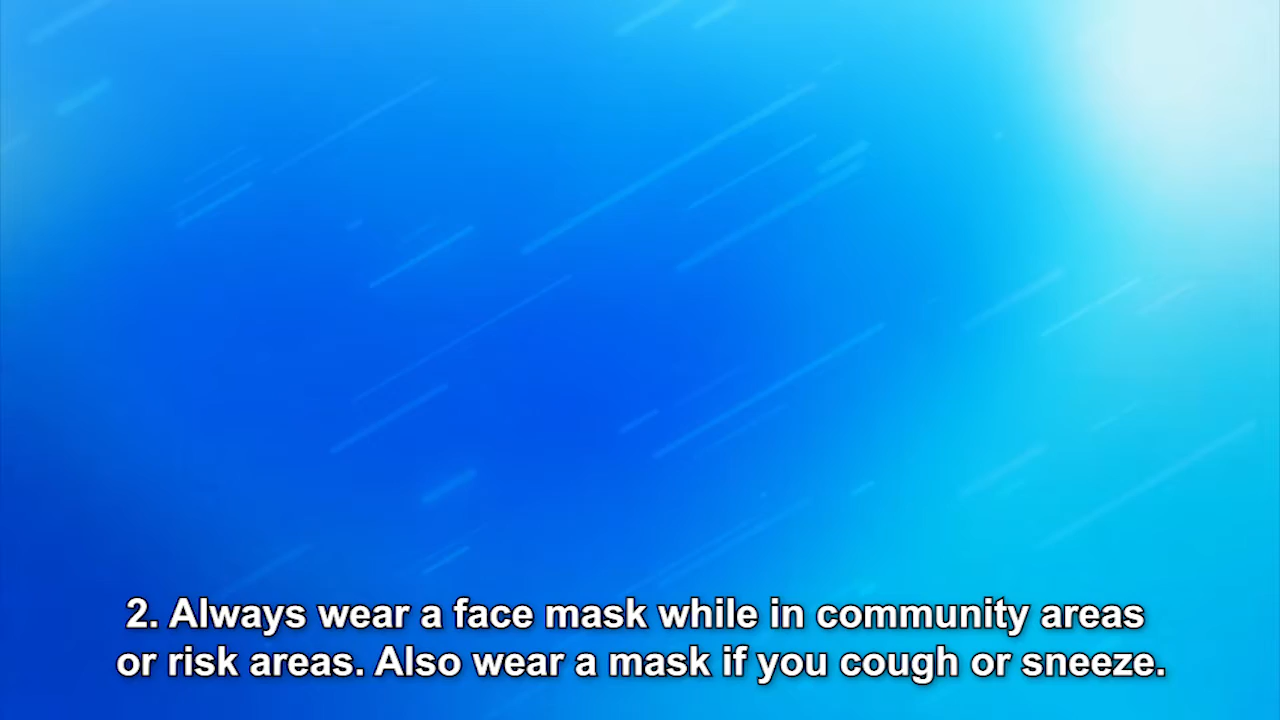 2. Always wear a face mask while in community areas
or risk areas. Also wear a mask if you cough or sneeze.